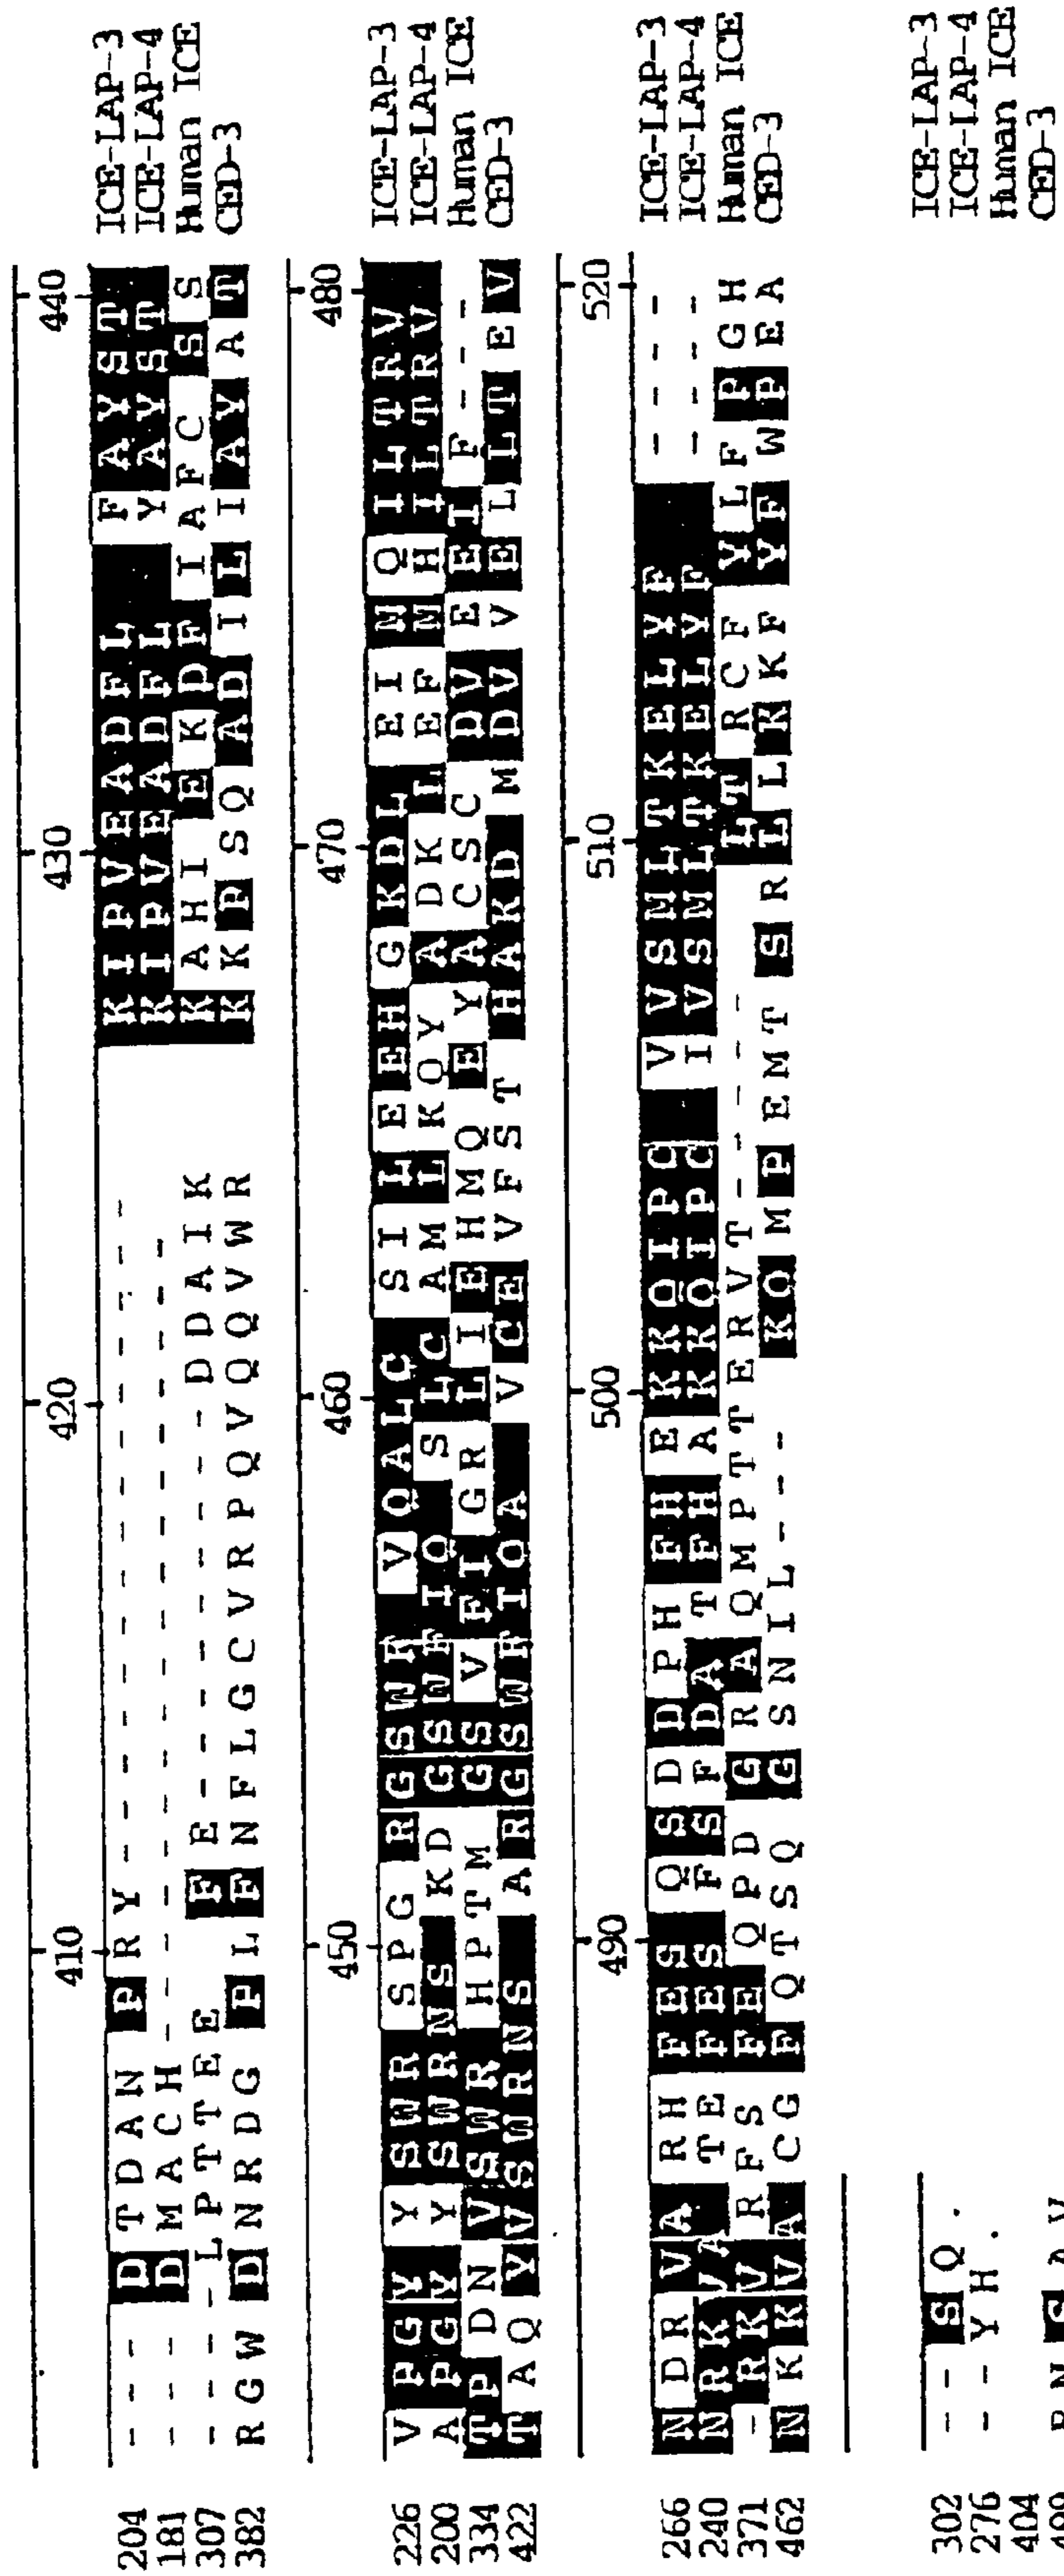 410 420 430 440
204 - - - D T D A N P R Y - - - - - - - - - - - - - - - K I P V E A D F L F A Y S T ICE-LAP-3
181 - - - D M A C H - - - - - - - - - - - - - - - - - - K I P V E A D F L Y A Y S T ICE-LAP-4
307 - - - - L P T T E E F E - - - - - - - - - D D A I K K A H I E K D F I A F C S S Human ICE
382 R G W D N R D G P L F N F L G C V R P Q V Q Q V W R K K P S Q A D I L I A Y A T CED-3
450 460 470 480
226 V P G Y Y S W R S P G R G S W F V Q A L C S I L E E H G K D L E I M Q I L T R V ICE-LAP-3
200 A P G Y Y S W R N S K D G S W F I Q S L C A M L K Q Y A D K L E F M H I L T R V ICE-LAP-4
334 T P D N V S W R H P T M G S V F I G R L I E H M Q E Y A C S C D V E E I F - - - Human ICE
422 T A Q Y V S W R N S A R G S W F I Q A V C E V F S T H A K D M D V V E L L T E V CED-3
490 500 510 520
266 N D R V A R H F E S Q S D D P H F H E K K Q I P C V V S M L T K E L Y F - - - - ICE-LAP-3
240 N R K V A T E F E S F S F D A T F H A K K Q I P C I V S M L T K E L Y F - - - - ICE-LAP-4
371 - R K V R F S F E Q P D G R A Q M P T T E R V T - - - - - L T R C F Y L F P G H Human ICE
462 N K K V A C G F Q T S Q G S N I L - - - K Q M P E M T S R L L K K F Y F W P E A CED-3
302 - - S Q . ICE-LAP-3
276 - - Y H . ICE-LAP-4
404 Human ICE
499 R N S A V CED-3